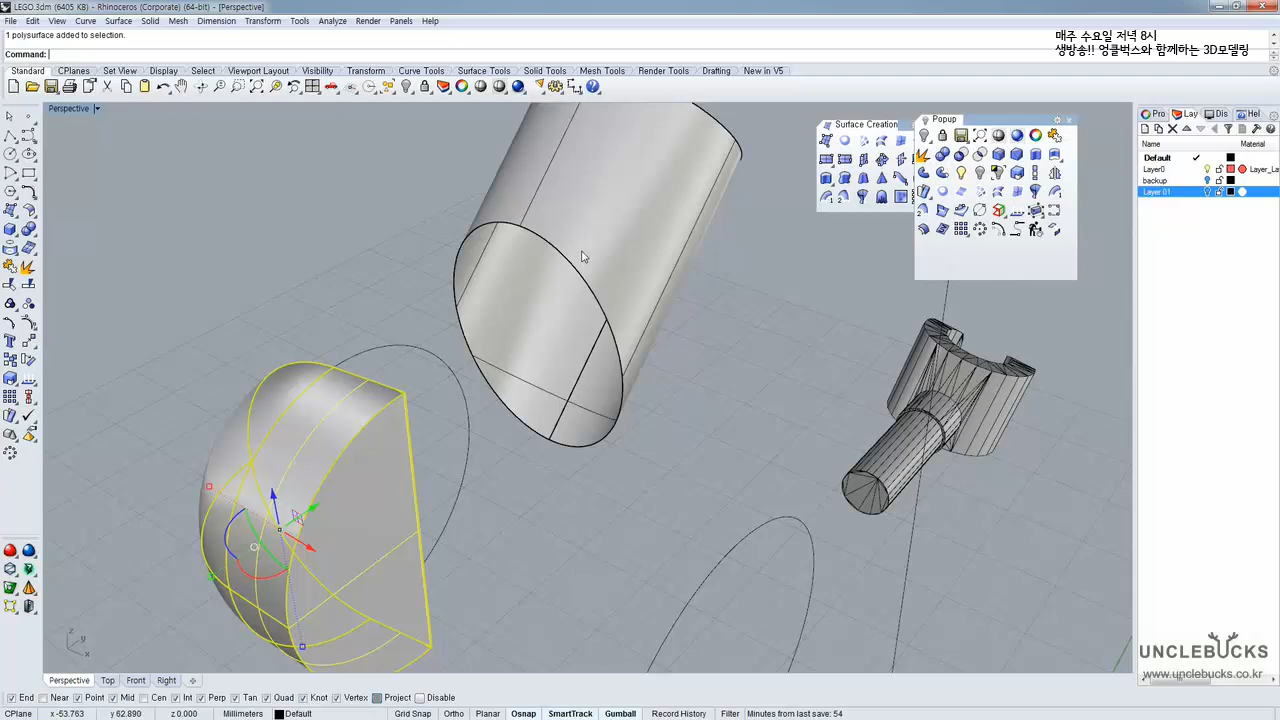 LEGO.3dm (6405 KB) - Rhinoceros (Corporate) (64-bit) - [Perspective]
File Edit View Curve Surface Solid Mesh Dimension Transform Tools Analyze Render Panels Help
1 polysurface added to selection.
매주 수요일 저녁 8시
생방송!! 엉클벅스와 함께하는 3D모델링
Command:
Standard CPlanes Set View Display Select Viewport Layout Visibility Transform Curve Tools Surface Tools Solid Tools Mesh Tools Render Tools Drafting New in V5
Perspective
Surface Creation
Popup
Pro Lay Dis Hel
Name Material
Default
Layer0 Layer_La
backup
Layer 01
z y x
UNCLEBUCKS
www.unclebucks.co.kr
Perspective Top Front Right
End Near Point Mid Cen Int Perp Tan Quad Knot Vertex Project Disable
CPlane x -53.763 y 62.890 z 0.000 Millimeters Default Grid Snap Ortho Planar Osnap SmartTrack Gumball Record History Filter Minutes from last save: 54